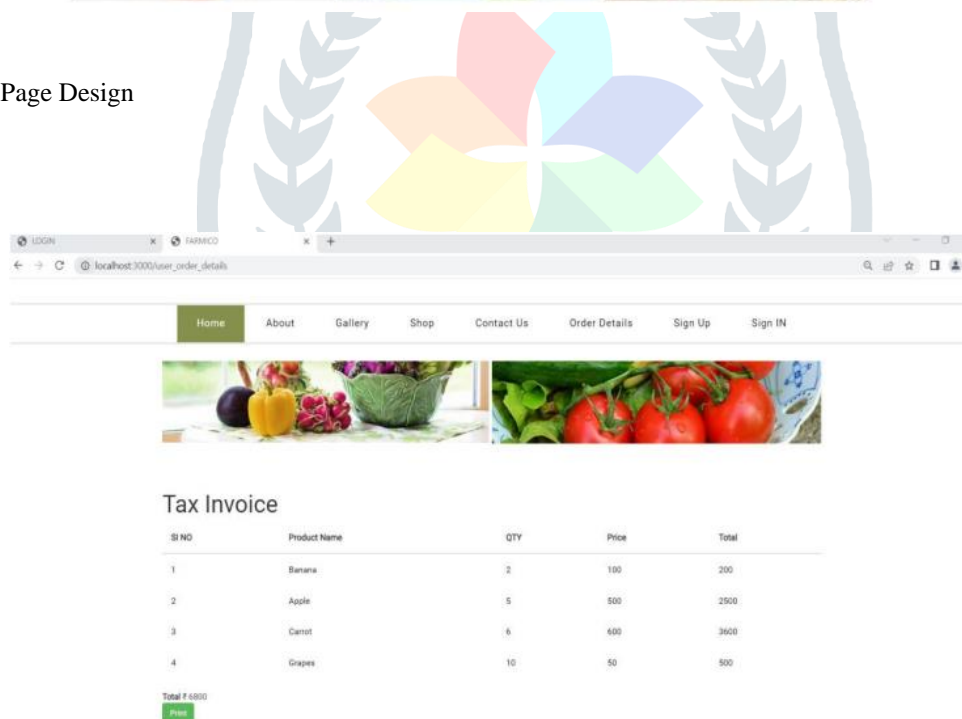 Page Design
LOGIN × FARMICO × +
localhost:3000/user_order_details
Home About Gallery Shop Contact Us Order Details Sign Up Sign IN
Tax Invoice
SI NO Product Name QTY Price Total
1 Banana 2 100 200
2 Apple 5 500 2500
3 Carrot 6 600 3600
4 Grapes 10 50 500
Total ₹ 6800
Print